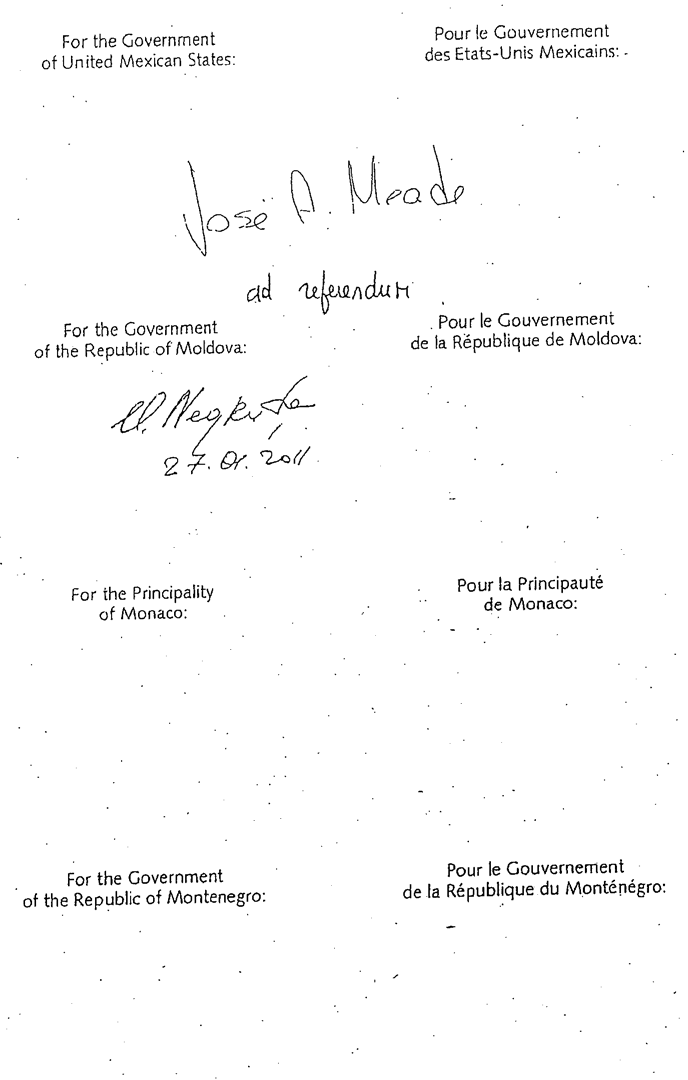 For the Government
of United Mexican States:
Pour le Gouvernement
des Etats-Unis Mexicains:
José A. Meade
ad referendum
For the Government
of the Republic of Moldova:
Pour le Gouvernement
de la République de Moldova:
27.01.2011
For the Principality
of Monaco:
Pour la Principauté
de Monaco:
For the Government
of the Republic of Montenegro:
Pour le Gouvernement
de la République du Monténégro: